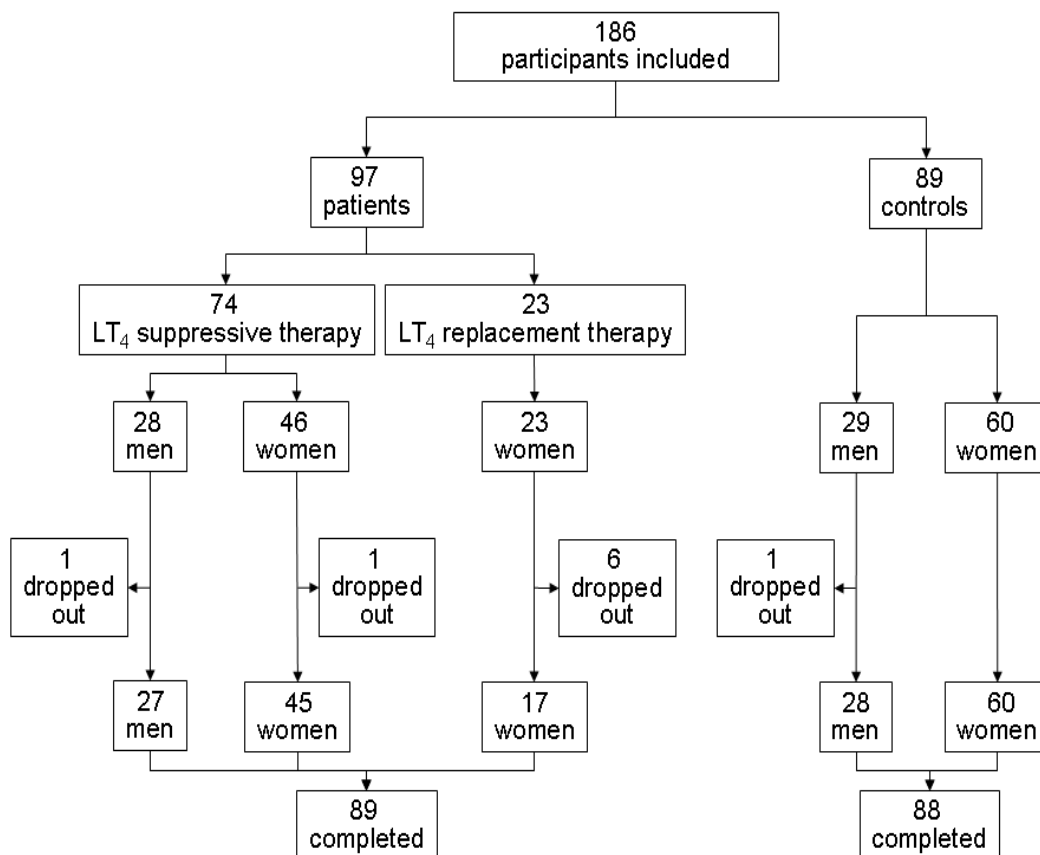 186
participants included
97
patients
89
controls
74
LT₄ suppressive therapy
23
LT₄ replacement therapy
28
men
46
women
23
women
29
men
60
women
1
dropped
out
1
dropped
out
6
dropped
out
1
dropped
out
27
men
45
women
17
women
28
men
60
women
89
completed
88
completed